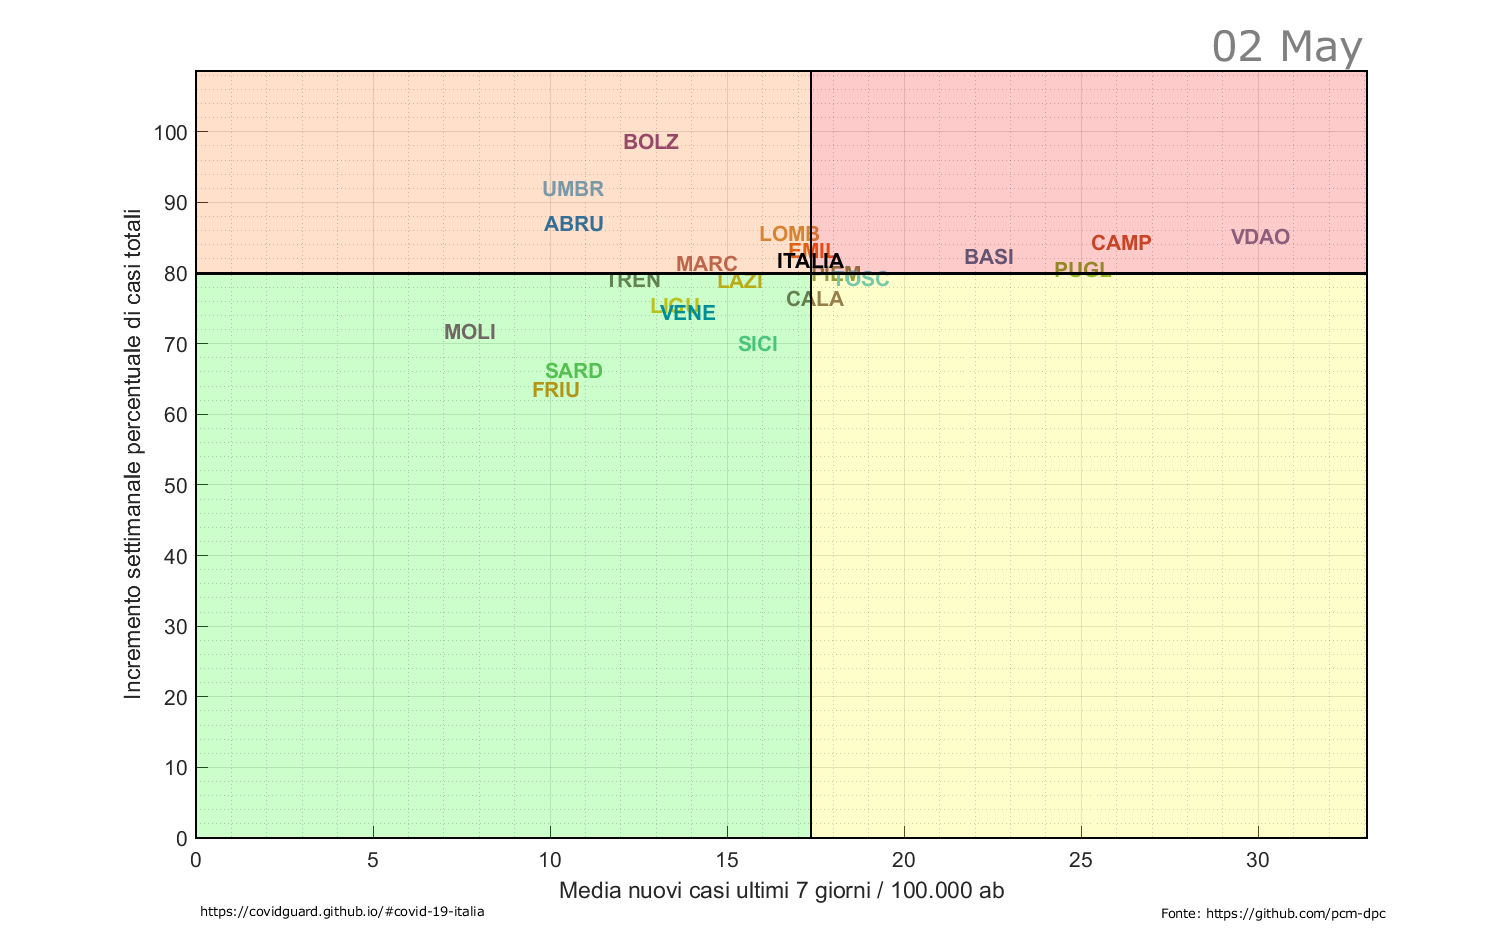 02 May
Incremento settimanale percentuale di casi totali
100
90
80
70
60
50
40
30
20
10
0
BOLZ
UMBR
ABRU
LOMB
EMIL
VDAO
CAMP
BASI
ITALIA
MARC
PUGL
PIEM
TREN
LAZI
TUSC
CALA
LIGU
VENE
MOLI
SICI
SARD
FRIU
0 5 10 15 20 25 30
Media nuovi casi ultimi 7 giorni / 100.000 ab
https://covidguard.github.io/#covid-19-italia
Fonte: https://github.com/pcm-dpc